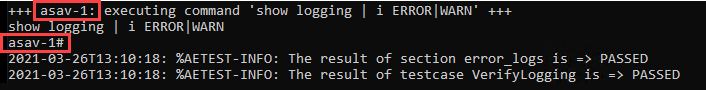 +++ asav-1: executing command 'show logging | i ERROR|WARN' +++
show logging | i ERROR|WARN
asav-1#
2021-03-26T13:10:18: %AETEST-INFO: The result of section error_logs is => PASSED
2021-03-26T13:10:18: %AETEST-INFO: The result of testcase VerifyLogging is => PASSED